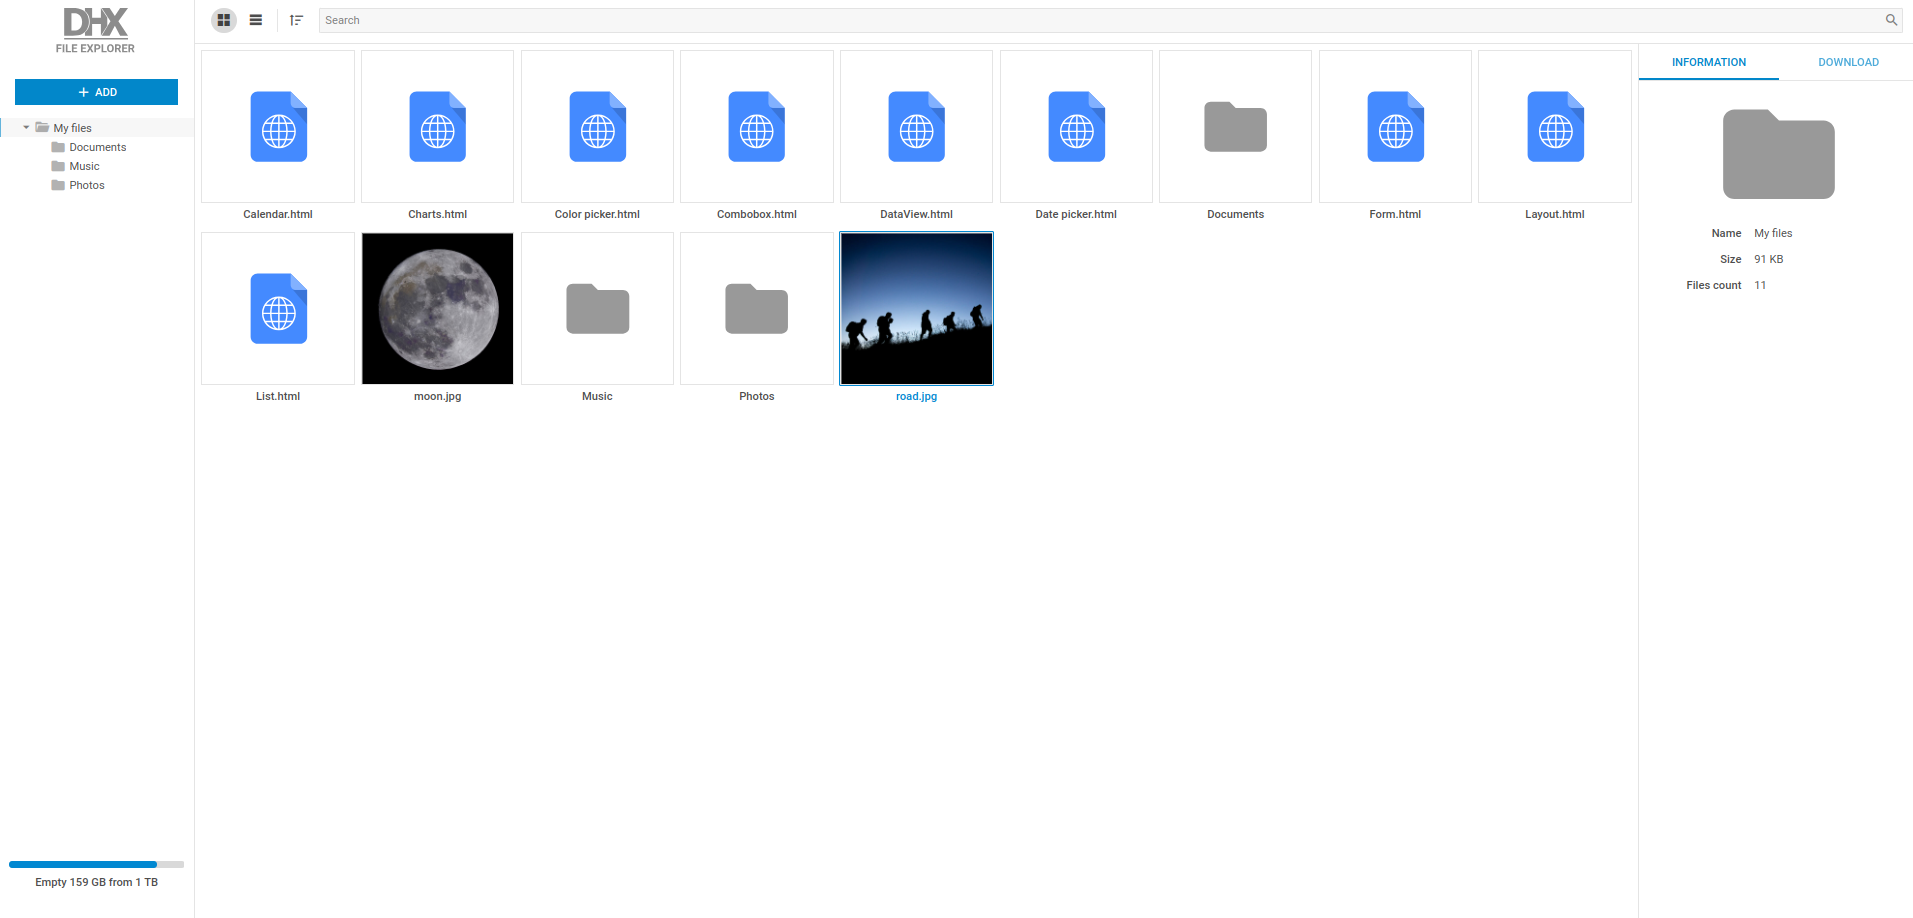 DHX
FILE EXPLORER
+ ADD
My files
Documents
Music
Photos
Empty 159 GB from 1 TB
Search
Calendar.html
Charts.html
Color picker.html
Combobox.html
DataView.html
Date picker.html
Documents
Form.html
Layout.html
List.html
moon.jpg
Music
Photos
road.jpg
INFORMATION
DOWNLOAD
Name My files
Size 91 KB
Files count 11